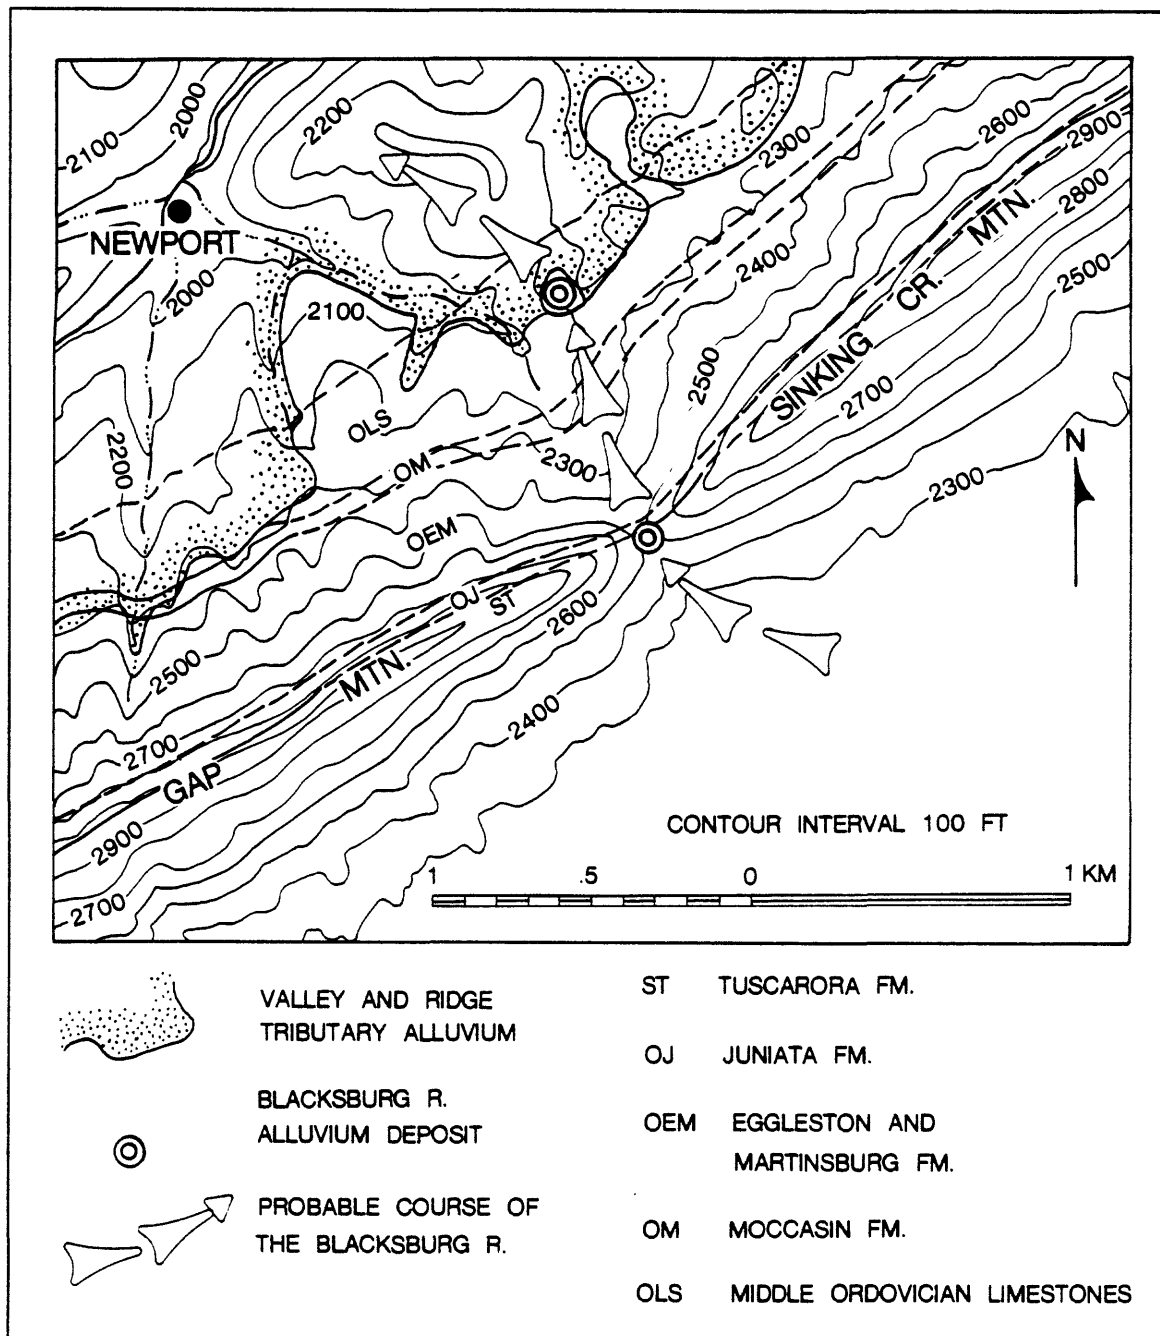 2000
2100
2200
2300
2600
2900
2800
MTN.
NEWPORT
2000
2100
2400
CR.
2500
SINKING
2500
2700
N
OLS
2200
OM
2300
2300
OEM
OJ
ST
2600
2500
MTN.
2400
2700
GAP
2900
2700
CONTOUR INTERVAL 100 FT
1 .5 0 1 KM
VALLEY AND RIDGE
TRIBUTARY ALLUVIUM
BLACKSBURG R.
ALLUVIUM DEPOSIT
PROBABLE COURSE OF
THE BLACKSBURG R.
ST TUSCARORA FM.
OJ JUNIATA FM.
OEM EGGLESTON AND
MARTINSBURG FM.
OM MOCCASIN FM.
OLS MIDDLE ORDOVICIAN LIMESTONES